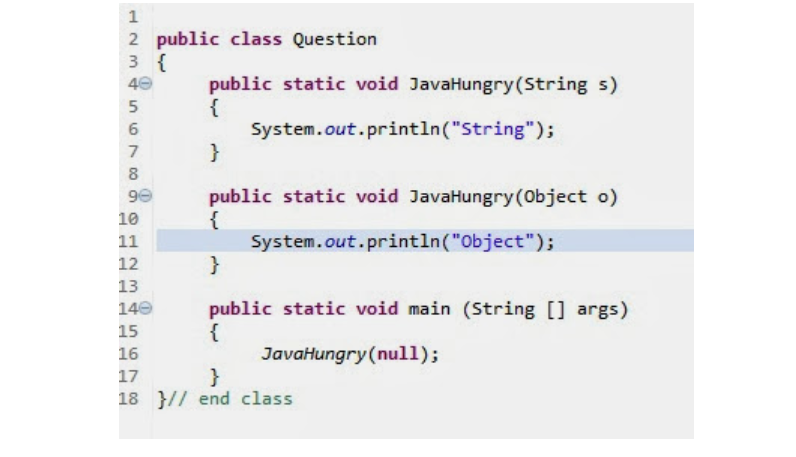 1
2 public class Question
3 {
4 public static void JavaHungry(String s)
5 {
6 System.out.println("String");
7 }
8
9 public static void JavaHungry(Object o)
10 {
11 System.out.println("Object");
12 }
13
14 public static void main (String [] args)
15 {
16 JavaHungry(null);
17 }
18 }// end class